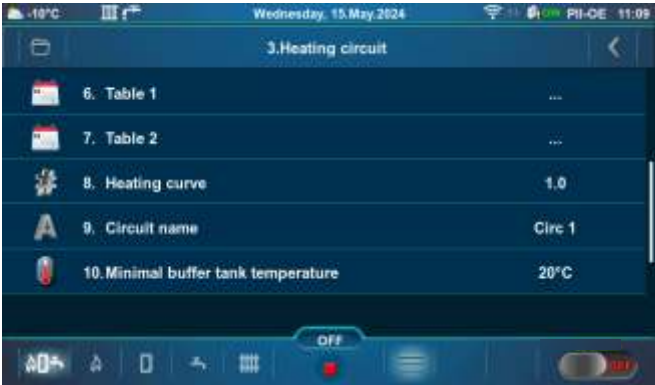 -10°C Wednesday, 15.May.2024 PII-OE 11:09
3.Heating circuit
6. Table 1 ...
7. Table 2 ...
8. Heating curve 1.0
9. Circuit name Circ 1
10. Minimal buffer tank temperature 20°C
OFF
OFF